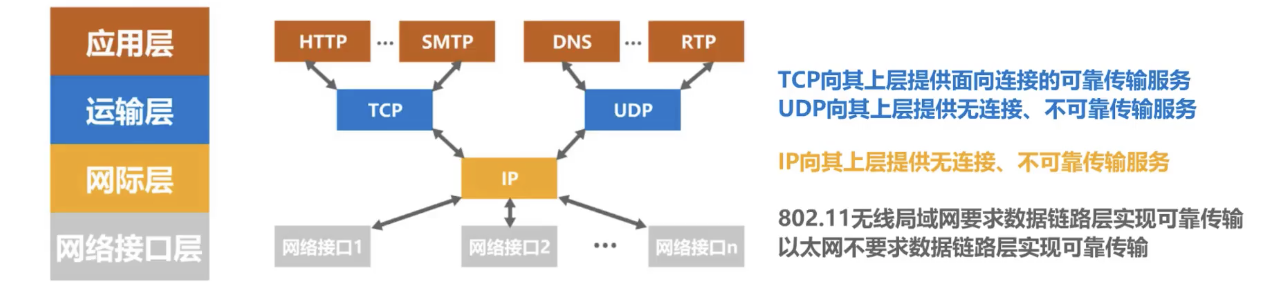 应用层
HTTP … SMTP DNS … RTP
运输层
TCP UDP
TCP向其上层提供面向连接的可靠传输服务
UDP向其上层提供无连接、不可靠传输服务
网际层
IP
IP向其上层提供无连接、不可靠传输服务
网络接口层
网络接口1 网络接口2 … 网络接口n
802.11无线局域网要求数据链路层实现可靠传输
以太网不要求数据链路层实现可靠传输